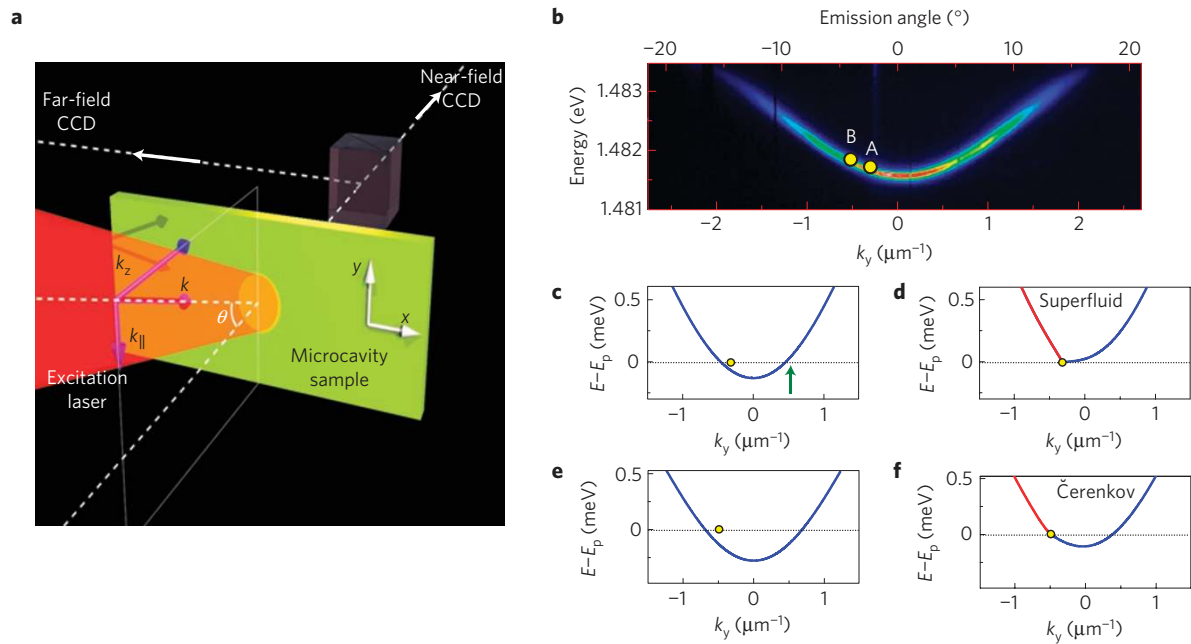 a
Far-field
CCD
Near-field
CCD
k_z
k
k_∥
θ
y
x
Excitation
laser
Microcavity
sample
b
Emission angle (°)
−20 −10 0 10 20
1.483
1.482
1.481
Energy (eV)
B A
−2 −1 0 1 2
k_y (μm⁻¹)
c
0.5
0
E−E_p (meV)
−1 0 1
k_y (μm⁻¹)
d
Superfluid
0.5
0
E−E_p (meV)
−1 0 1
k_y (μm⁻¹)
e
0.5
0
E−E_p (meV)
−1 0 1
k_y (μm⁻¹)
f
Čerenkov
0.5
0
E−E_p (meV)
−1 0 1
k_y (μm⁻¹)